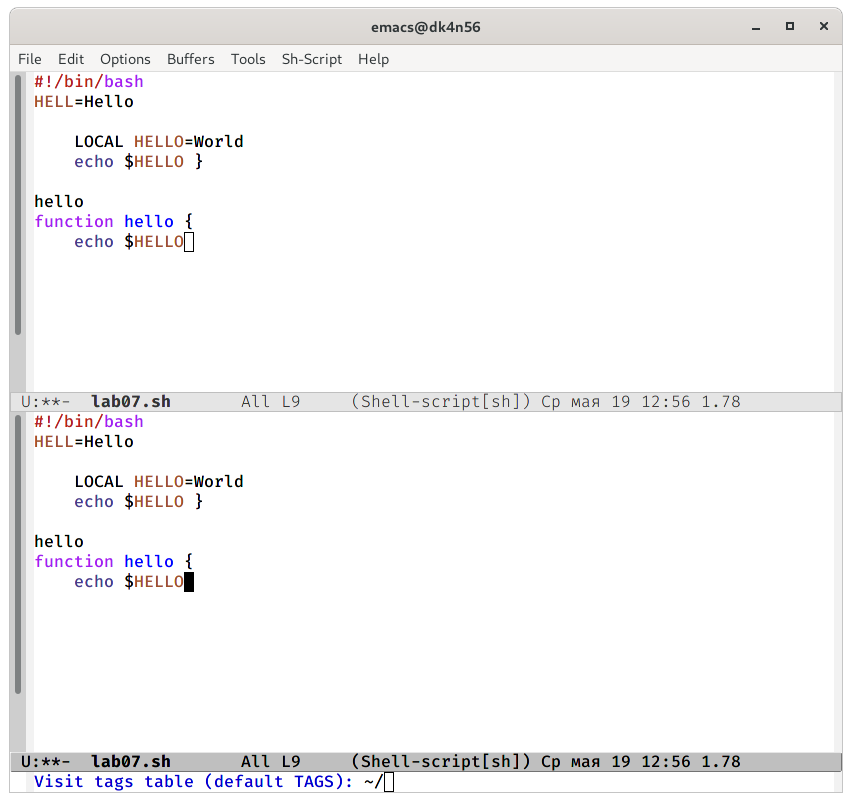 emacs@dk4n56
File Edit Options Buffers Tools Sh-Script Help
#!/bin/bash
HELL=Hello
    LOCAL HELLO=World
    echo $HELLO }
hello
function hello {
    echo $HELLO
U:**-  lab07.sh       All L9     (Shell-script[sh]) Ср мая 19 12:56 1.78
#!/bin/bash
HELL=Hello
    LOCAL HELLO=World
    echo $HELLO }
hello
function hello {
    echo $HELLO
U:**-  lab07.sh       All L9     (Shell-script[sh]) Ср мая 19 12:56 1.78
Visit tags table (default TAGS): ~/